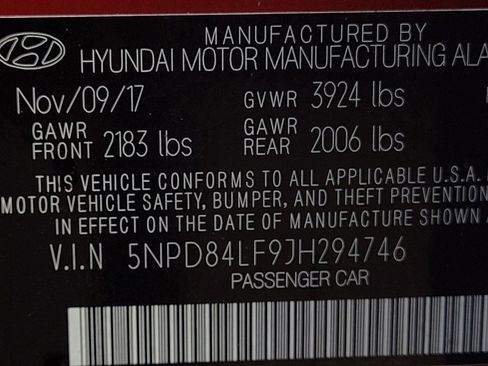 MANUFACTURED BY
HYUNDAI MOTOR MANUFACTURING
Nov/09/17 GVWR 3924 lbs
GAWR FRONT 2183 lbs GAWR REAR 2006 lbs
THIS VEHICLE CONFORMS TO ALL APPLICABLE U.S.A.
MOTOR VEHICLE SAFETY, BUMPER, AND THEFT PREVENTION
IN EFFECT ON THE DATE OF MANUFACTURE SHOWN
V.I.N 5NPD84LF9JH294746
PASSENGER CAR